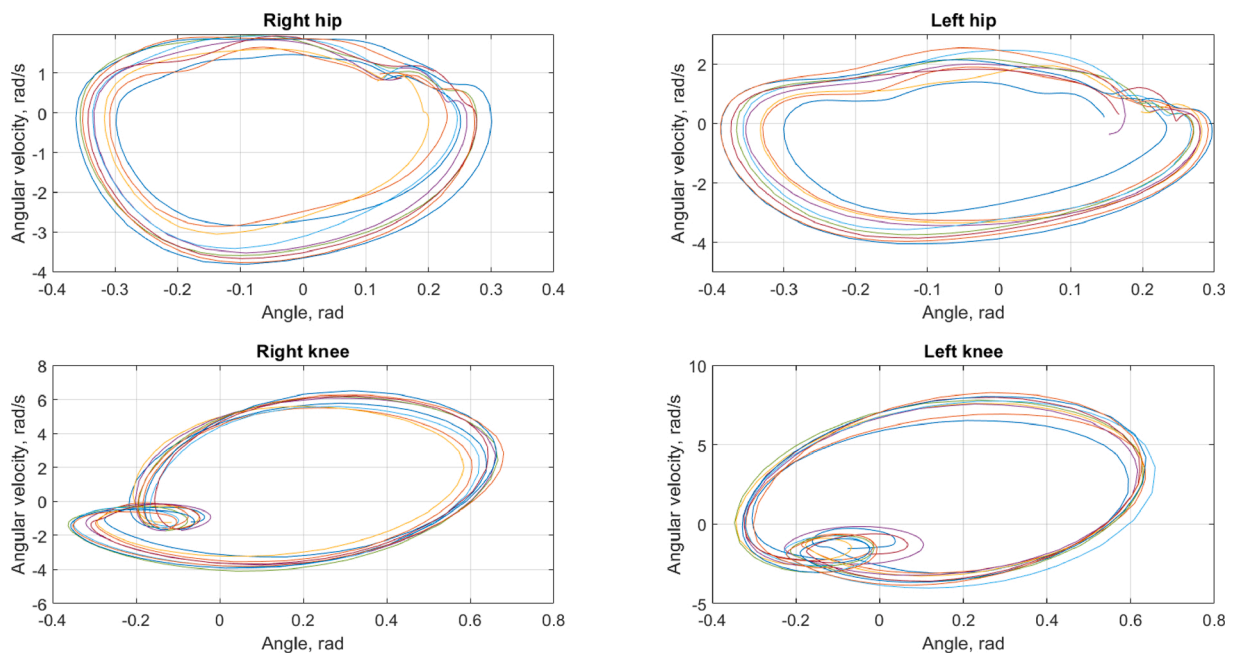 Right hip
Angular velocity, rad/s
1
0
-1
-2
-3
-4
-0.4 -0.3 -0.2 -0.1 0 0.1 0.2 0.3 0.4
Angle, rad
Left hip
Angular velocity, rad/s
2
0
-2
-4
-0.4 -0.3 -0.2 -0.1 0 0.1 0.2 0.3
Angle, rad
Right knee
Angular velocity, rad/s
8
6
4
2
0
-2
-4
-6
-0.4 -0.2 0 0.2 0.4 0.6 0.8
Angle, rad
Left knee
Angular velocity, rad/s
10
5
0
-5
-0.4 -0.2 0 0.2 0.4 0.6 0.8
Angle, rad